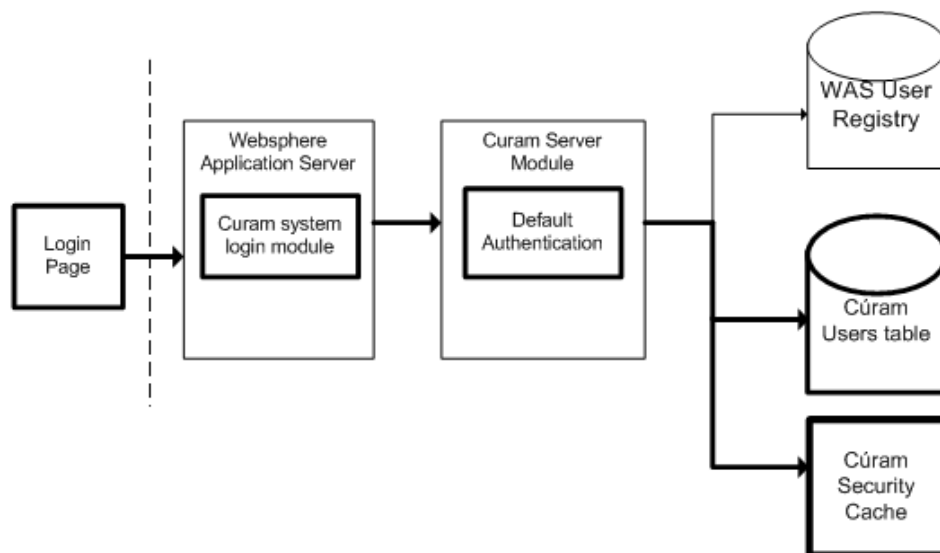 Login
Page
Websphere
Application Server
Curam system
login module
Curam Server
Module
Default
Authentication
WAS User
Registry
Cúram
Users table
Cúram
Security
Cache